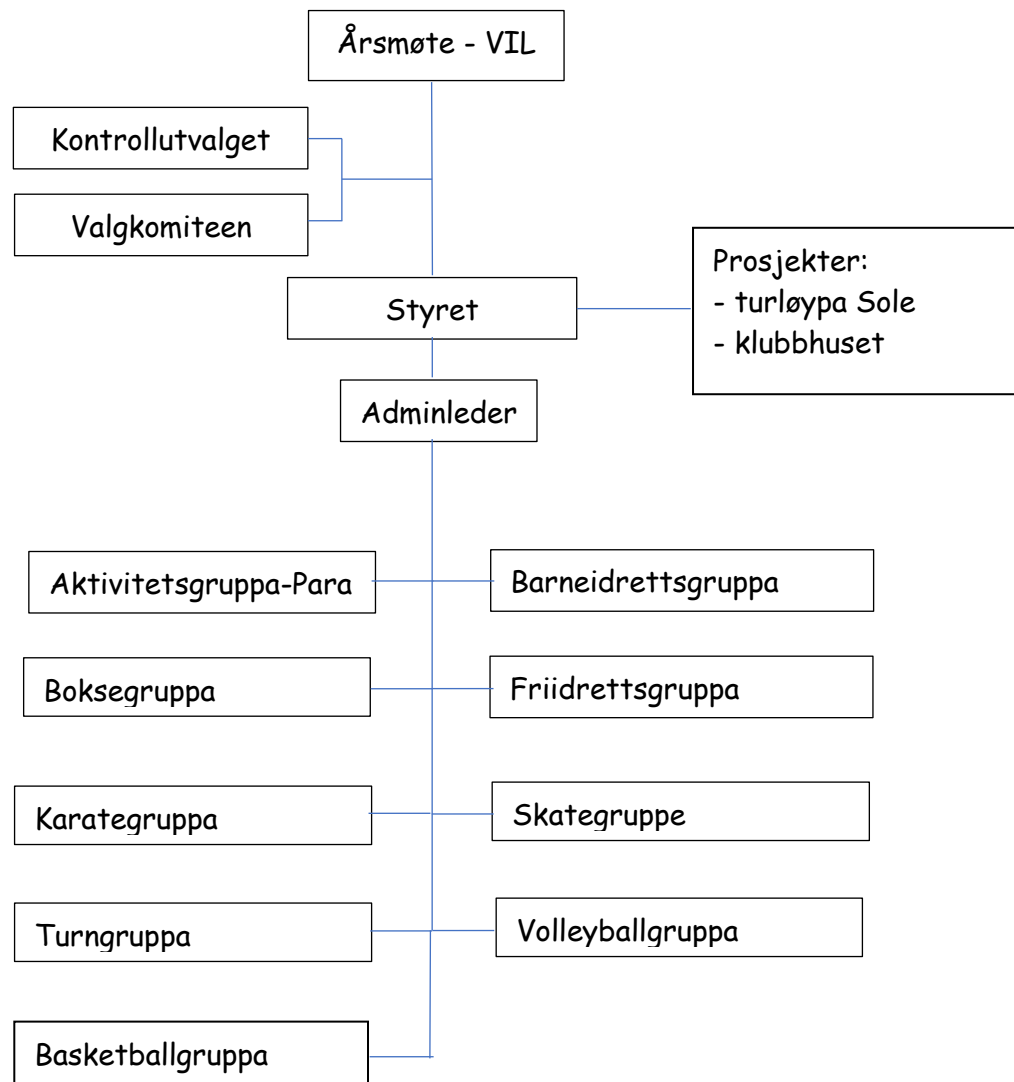 Årsmøte - VIL
Kontrollutvalget
Valgkomiteen
Styret
Prosjekter:
- turløypa Sole
- klubbhuset
Adminleder
Aktivitetsgruppa-Para
Barneidrettsgruppa
Boksegruppa
Friidrettsgruppa
Karategruppa
Skategruppe
Turngruppa
Volleyballgruppa
Basketballgruppa